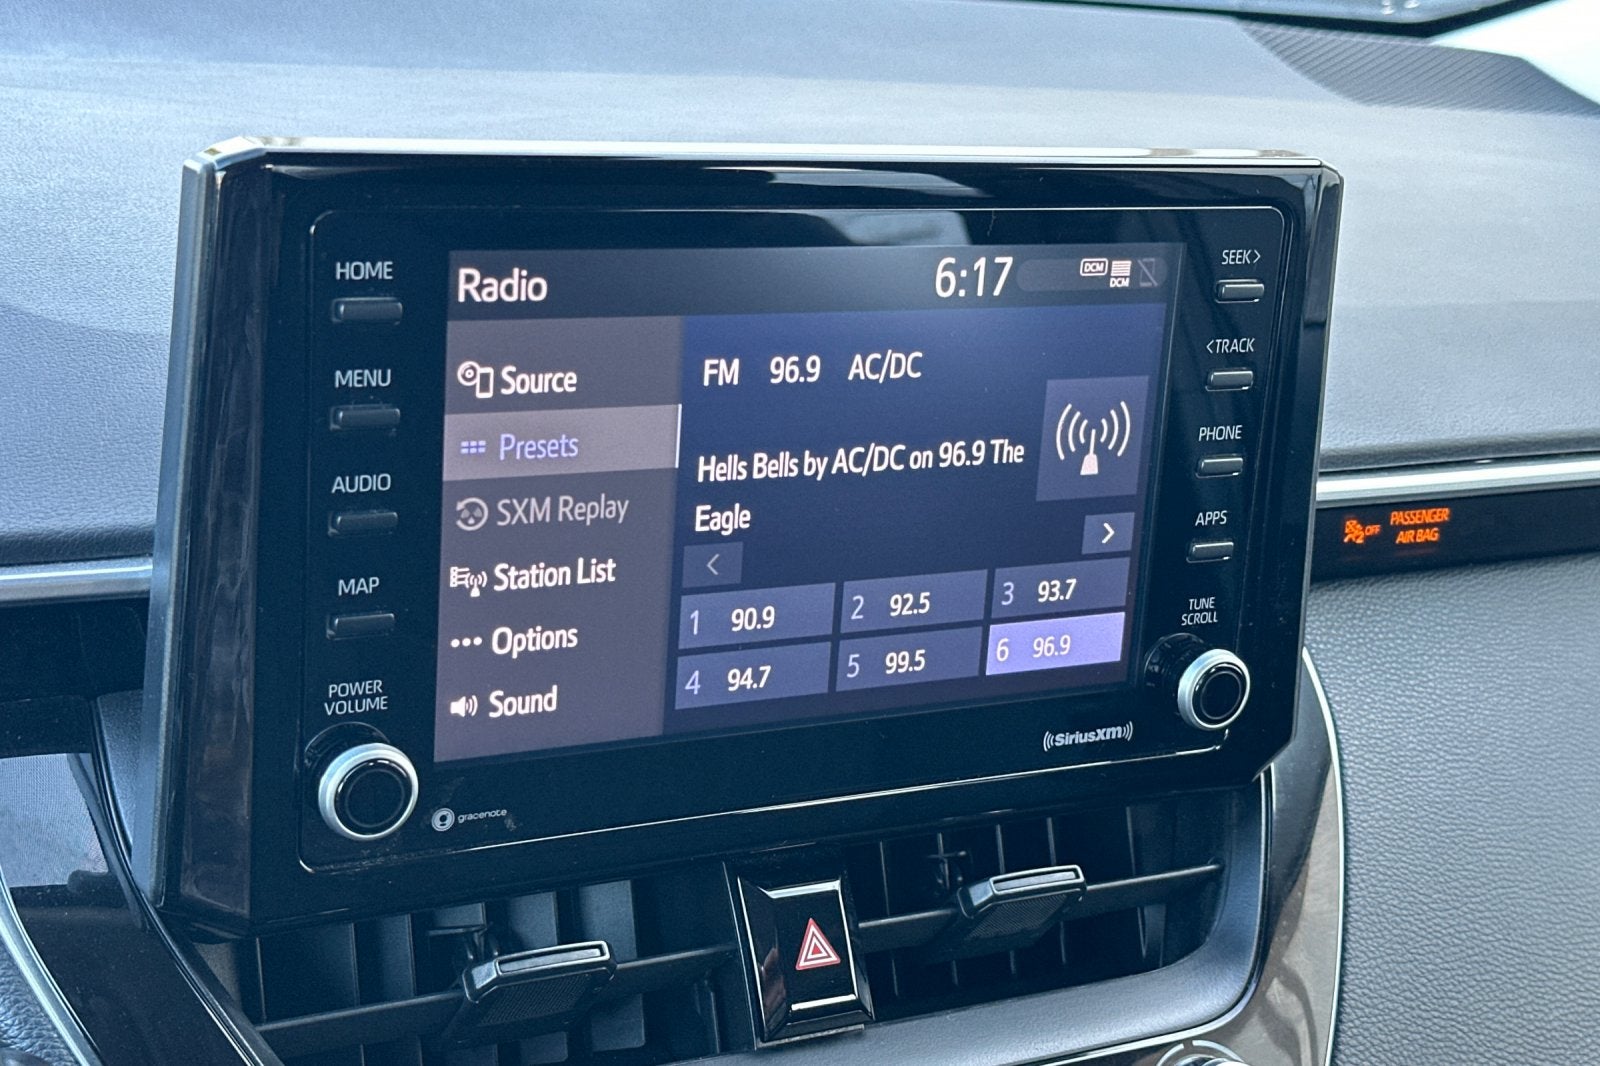 HOME
MENU
AUDIO
MAP
POWER
VOLUME
gracenote
Radio
6:17
DCM
DCM
Source
Presets
SXM Replay
Station List
Options
Sound
FM 96.9 AC/DC
Hells Bells by AC/DC on 96.9 The
Eagle
<
>
1 90.9
2 92.5
3 93.7
4 94.7
5 99.5
6 96.9
SEEK>
<TRACK
PHONE
APPS
TUNE
SCROLL
((SiriusXM))
OFF
PASSENGER
AIR BAG